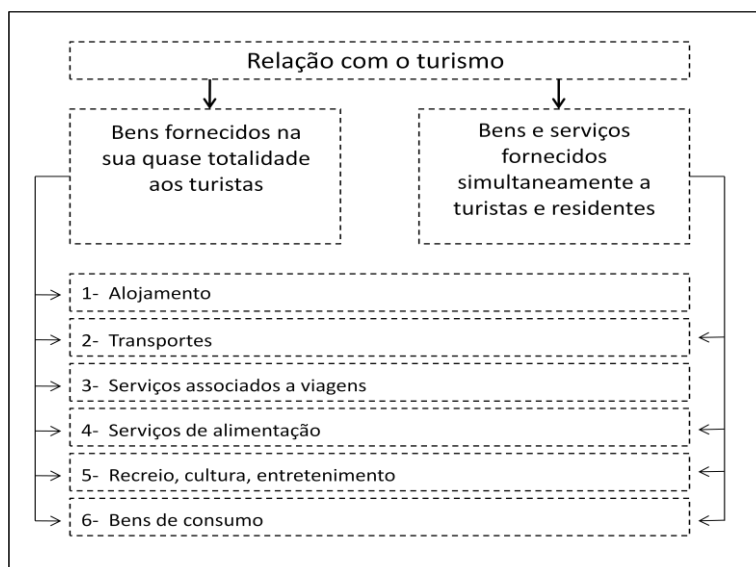 Relação com o turismo
Bens fornecidos na
sua quase totalidade
aos turistas
Bens e serviços
fornecidos
simultaneamente a
turistas e residentes
1- Alojamento
2- Transportes
3- Serviços associados a viagens
4- Serviços de alimentação
5- Recreio, cultura, entretenimento
6- Bens de consumo